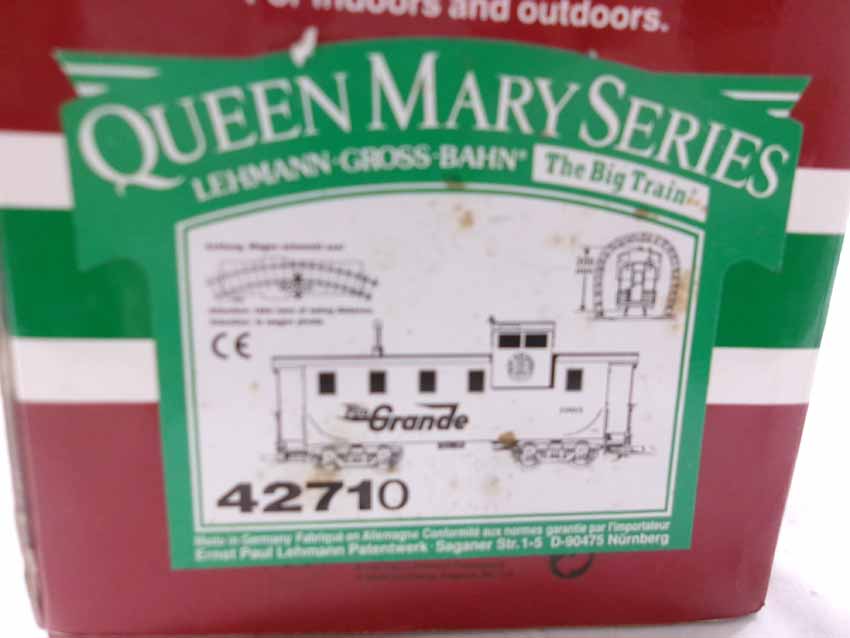 For indoors and outdoors.
QUEEN MARY SERIES
LEHMANN-GROSS-BAHN® The Big Train
CE
Rio Grande
42710
Made in Germany Fabriqué en Allemagne Conformité aux normes garantie par l'importateur
Ernst Paul Lehmann Patentwerk · Saganer Str. 1-5 D-90475 Nürnberg